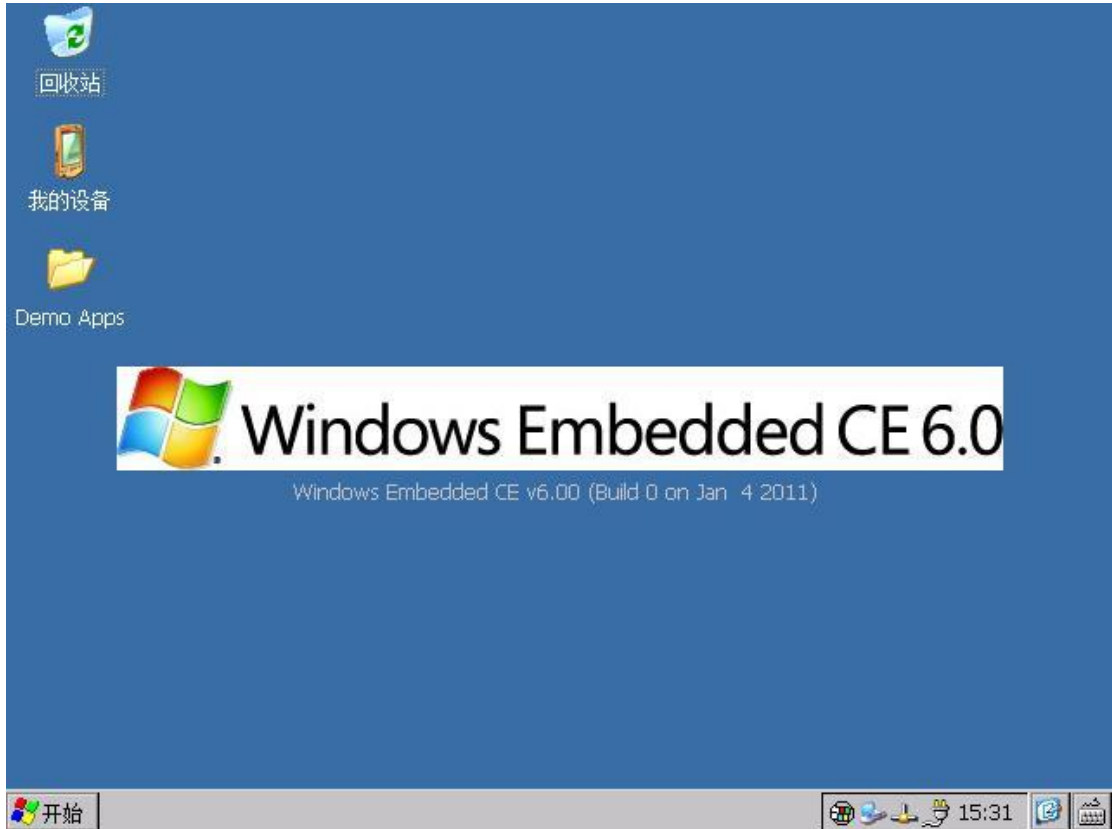 回收站
我的设备
Demo Apps
Windows Embedded CE 6.0
Windows Embedded CE v6.00 (Build 0 on Jan 4 2011)
开始
15:31